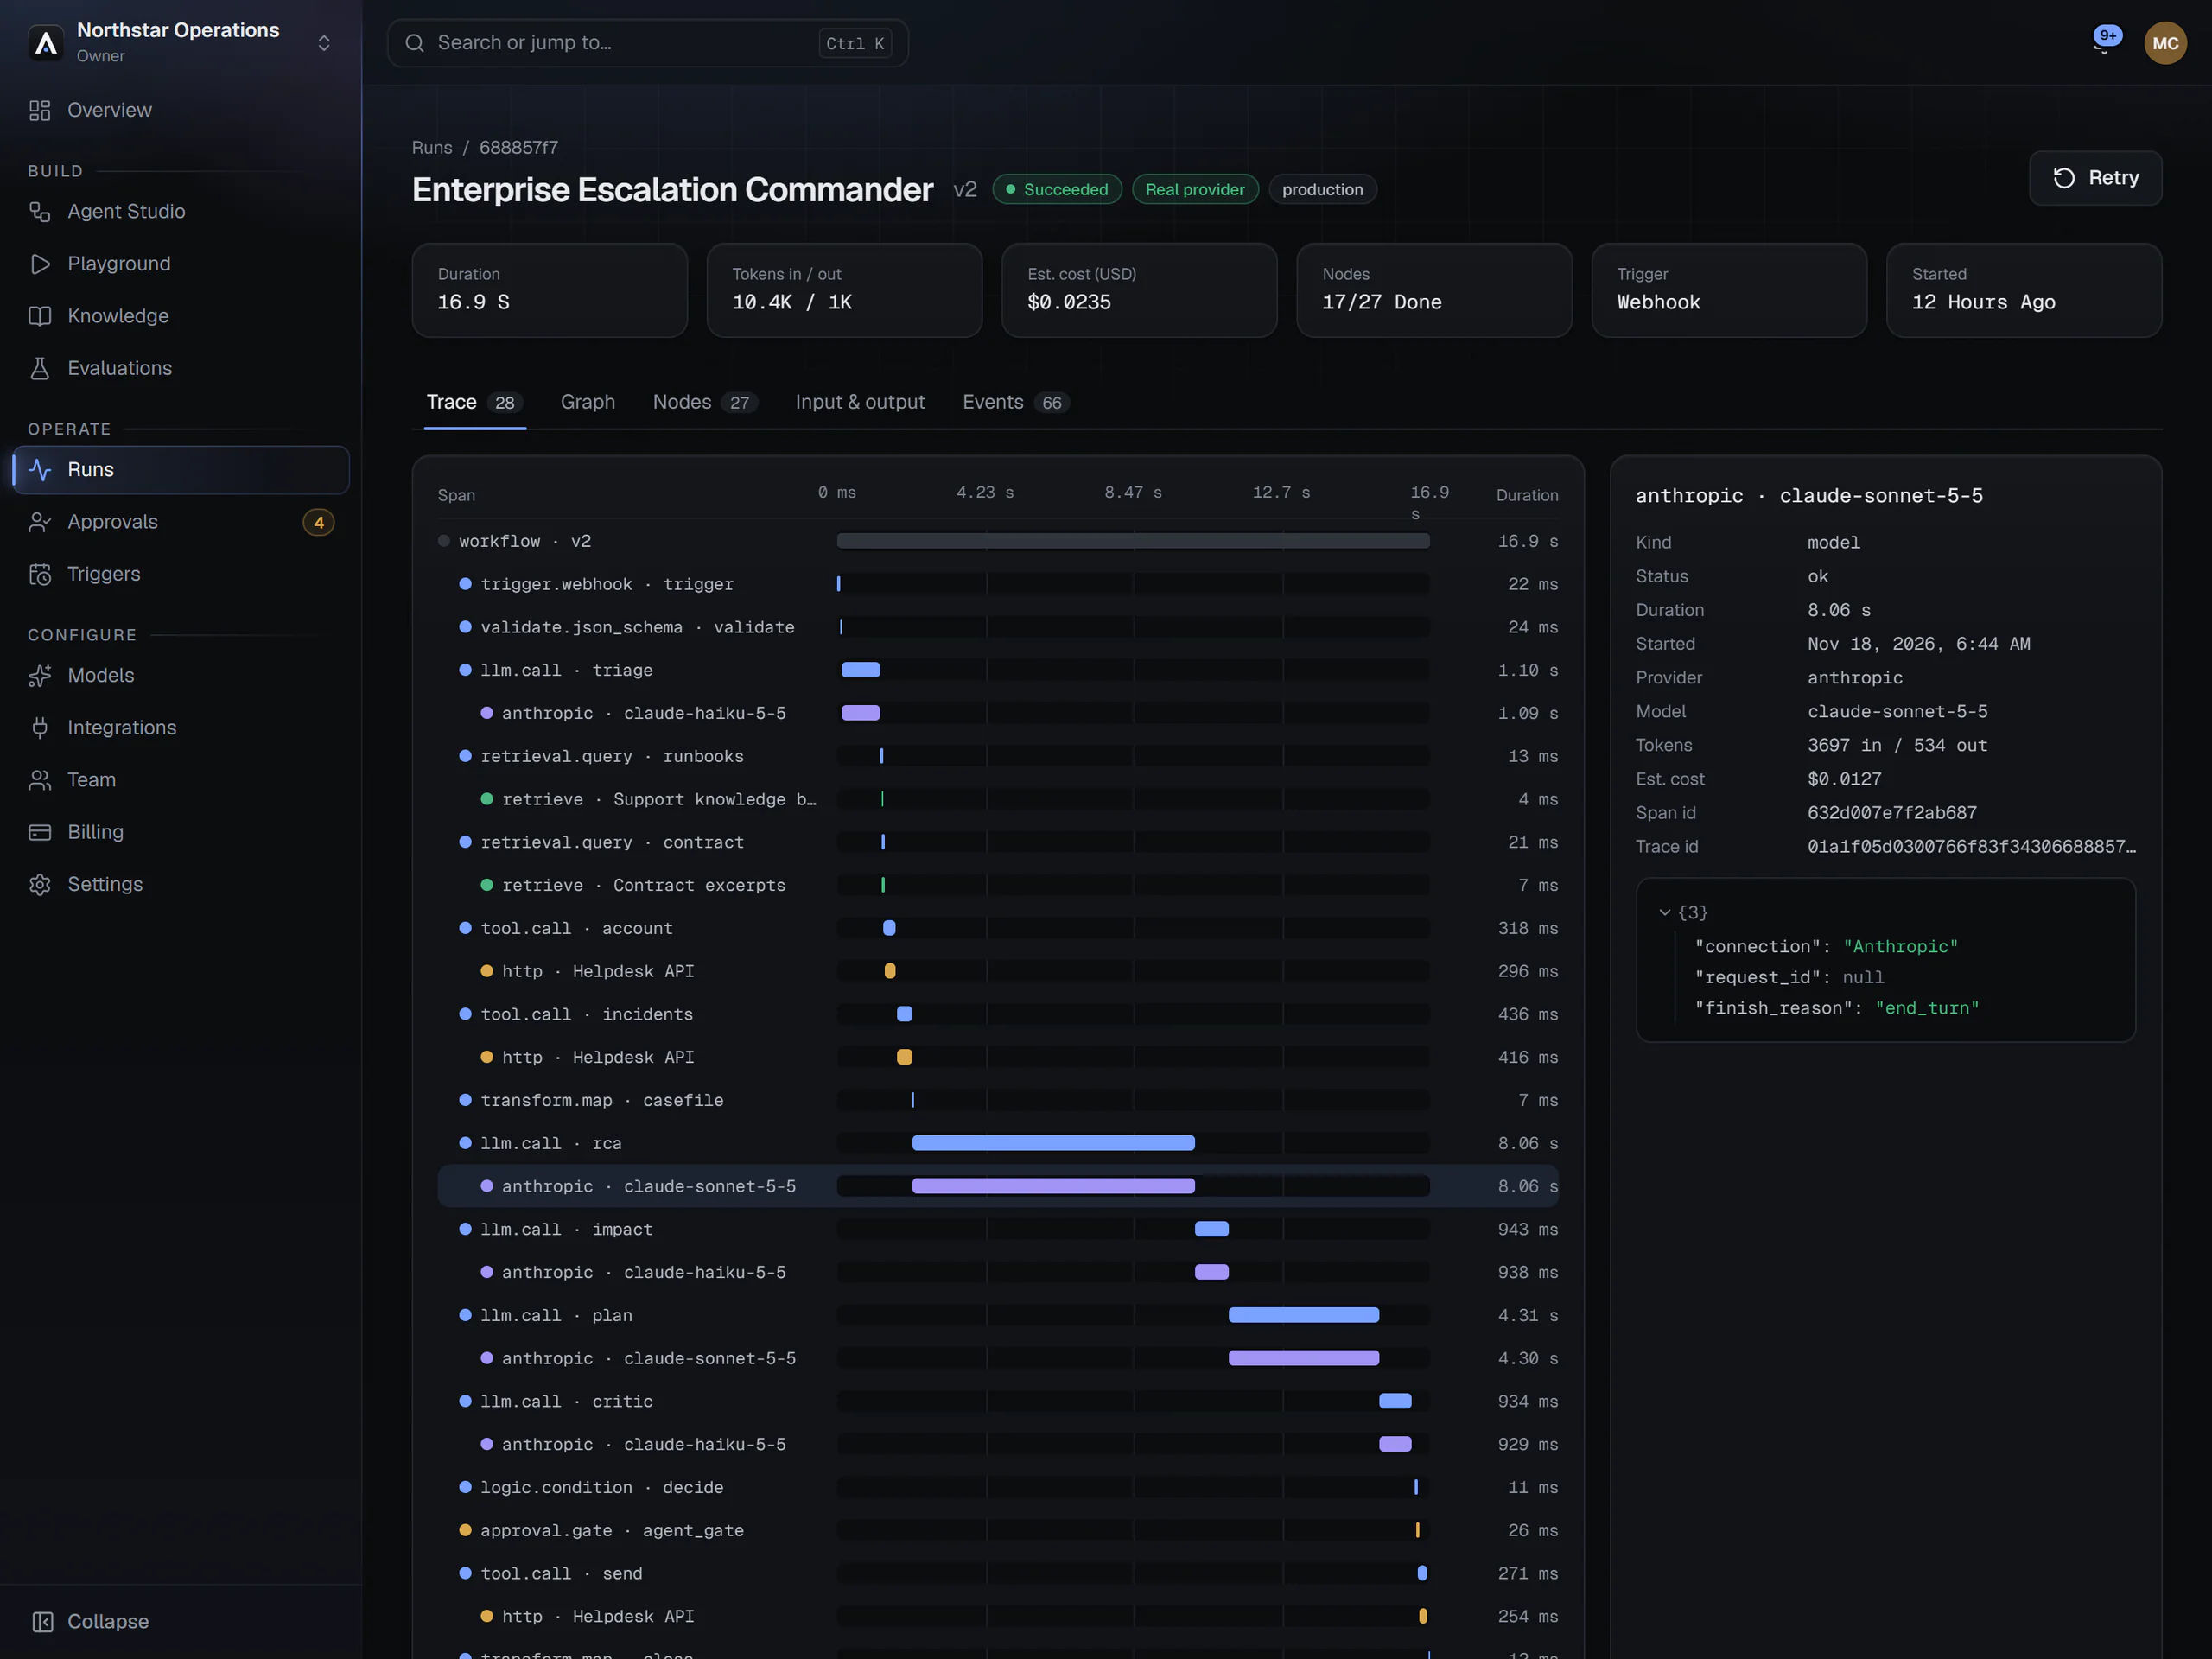 Northstar Operations
Owner
Search or jump to...
Ctrl K
9+
MC
Overview
BUILD
Agent Studio
Playground
Knowledge
Evaluations
OPERATE
Runs
Approvals
4
Triggers
CONFIGURE
Models
Integrations
Team
Billing
Settings
Collapse
Runs / 688857f7
Enterprise Escalation Commander v2 Succeeded Real provider production
Retry
Duration
16.9 S
Tokens in / out
10.4K / 1K
Est. cost (USD)
$0.0235
Nodes
17/27 Done
Trigger
Webhook
Started
12 Hours Ago
Trace 28 Graph Nodes 27 Input & output Events 66
Span 0 ms 4.23 s 8.47 s 12.7 s 16.9 s Duration
workflow · v2 16.9 s
trigger.webhook · trigger 22 ms
validate.json_schema · validate 24 ms
llm.call · triage 1.10 s
anthropic · claude-haiku-5-5 1.09 s
retrieval.query · runbooks 13 ms
retrieve · Support knowledge b… 4 ms
retrieval.query · contract 21 ms
retrieve · Contract excerpts 7 ms
tool.call · account 318 ms
http · Helpdesk API 296 ms
tool.call · incidents 436 ms
http · Helpdesk API 416 ms
transform.map · casefile 7 ms
llm.call · rca 8.06 s
anthropic · claude-sonnet-5-5 8.06 s
llm.call · impact 943 ms
anthropic · claude-haiku-5-5 938 ms
llm.call · plan 4.31 s
anthropic · claude-sonnet-5-5 4.30 s
llm.call · critic 934 ms
anthropic · claude-haiku-5-5 929 ms
logic.condition · decide 11 ms
approval.gate · agent_gate 26 ms
tool.call · send 271 ms
http · Helpdesk API 254 ms
anthropic · claude-sonnet-5-5
Kind model
Status ok
Duration 8.06 s
Started Nov 18, 2026, 6:44 AM
Provider anthropic
Model claude-sonnet-5-5
Tokens 3697 in / 534 out
Est. cost $0.0127
Span id 632d007e7f2ab687
Trace id 01a1f05d0300766f83f34306688857…
{3}
"connection": "Anthropic"
"request_id": null
"finish_reason": "end_turn"